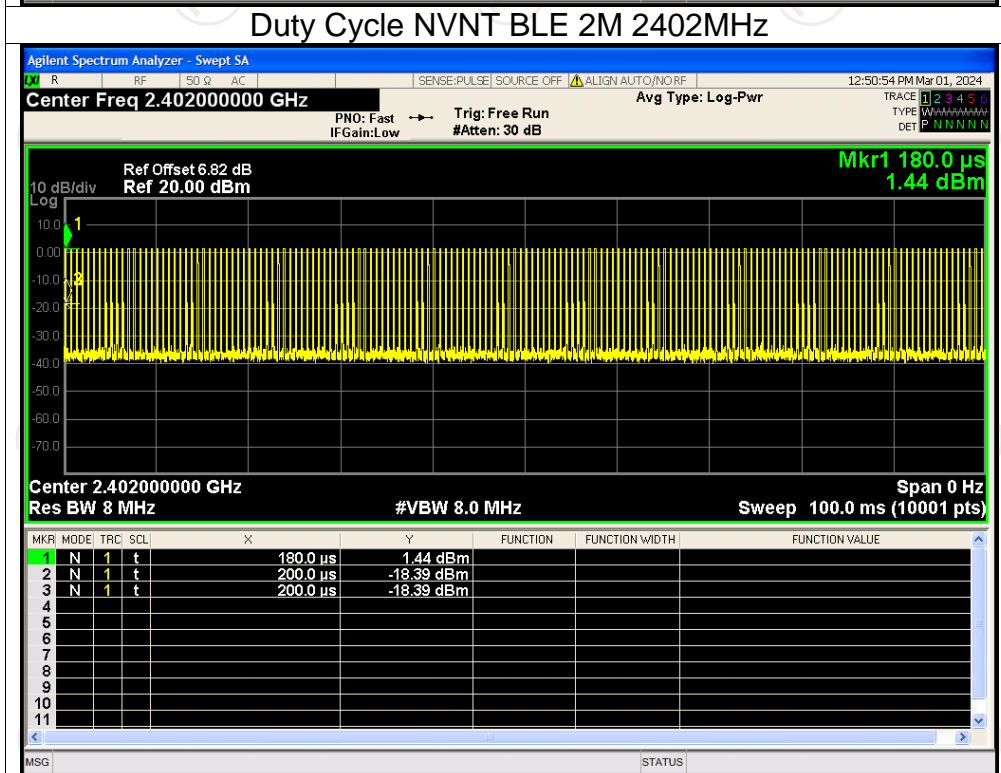 Duty Cycle NVNT BLE 2M 2402MHz
Agilent Spectrum Analyzer - Swept SA
LXI R RF 50 Ω AC SENSE:PULSE SOURCE OFF ALIGN AUTO/NO RF 12:50:54 PM Mar 01, 2024
Center Freq 2.402000000 GHz Avg Type: Log-Pwr TRACE 1 2 3 4 5 6
PNO: Fast Trig: Free Run TYPE WWWWWW
IFGain:Low #Atten: 30 dB DET P N N N N N
Mkr1 180.0 µs
Ref Offset 6.82 dB
10 dB/div Ref 20.00 dBm 1.44 dBm
Log
10.0 1
0.00
-10.0
-20.0
-30.0
-40.0
-50.0
-60.0
-70.0
Center 2.402000000 GHz Span 0 Hz
Res BW 8 MHz #VBW 8.0 MHz Sweep 100.0 ms (10001 pts)
MKR MODE TRC SCL X Y FUNCTION FUNCTION WIDTH FUNCTION VALUE
1 N 1 t 180.0 µs 1.44 dBm
2 N 1 t 200.0 µs -18.39 dBm
3 N 1 t 200.0 µs -18.39 dBm
4
5
6
7
8
9
10
11
MSG STATUS